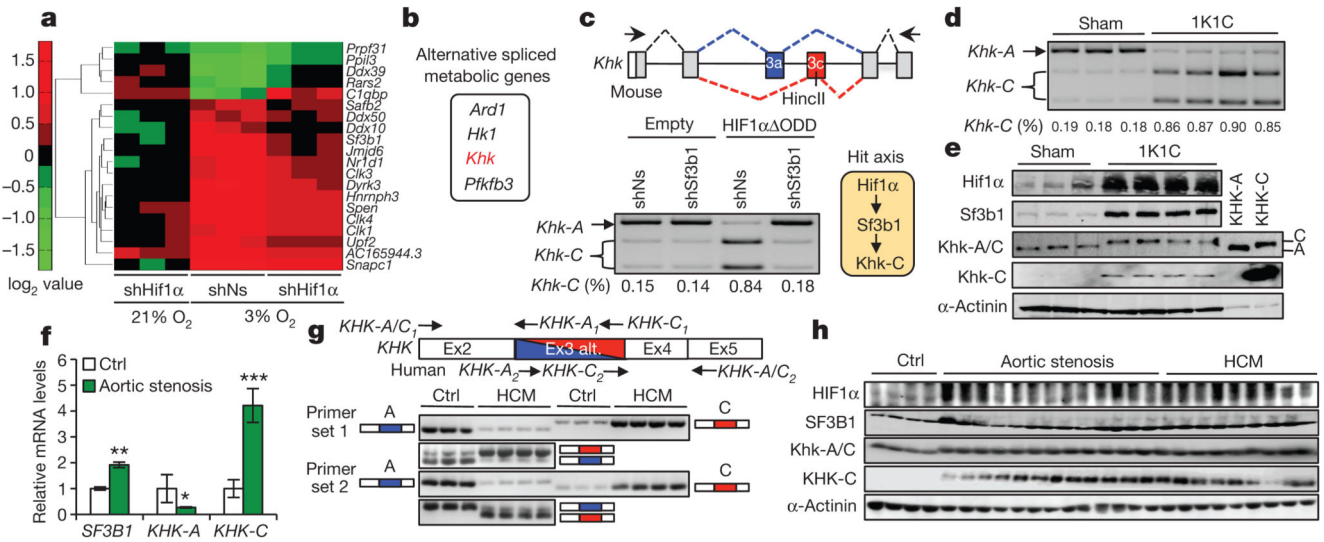 a
1.5
1.0
0.5
0
−0.5
−1.0
−1.5
log2 value
Prpf31
Ppil3
Ddx39
Rars2
C1qbp
Safb2
Ddx50
Ddx10
Sf3b1
Jmjd6
Nr1d1
Clk3
Dyrk3
Hnrnph3
Spen
Clk4
Clk1
Upf2
AC165944.3
Snapc1
shHif1α shNs shHif1α
21% O2 3% O2
b
Alternative spliced
metabolic genes
Ard1
Hk1
Khk
Pfkfb3
c
Khk 3a 3c
Mouse
HincII
Empty HIF1αΔODD
shNs shSf3b1 shNs shSf3b1
Khk-A
Khk-C
Khk-C (%) 0.15 0.14 0.84 0.18
Hit axis
Hif1α
Sf3b1
Khk-C
d
Sham 1K1C
Khk-A
Khk-C
Khk-C (%) 0.19 0.18 0.18 0.86 0.87 0.90 0.85
e
Sham 1K1C
KHK-A KHK-C
Hif1α
Sf3b1
Khk-A/C C
A
Khk-C
α-Actinin
f
Relative mRNA levels
6
5
4
3
2
1
0
Ctrl
Aortic stenosis
** * ***
SF3B1 KHK-A KHK-C
g
KHK-A/C1 KHK-A1 KHK-C1
KHK Ex2 Ex3 alt. Ex4 Ex5
Human KHK-A2 KHK-C2 KHK-A/C2
Ctrl HCM Ctrl HCM
Primer A C
set 1
Primer A C
set 2
h
Ctrl Aortic stenosis HCM
HIF1α
SF3B1
Khk-A/C
KHK-C
α-Actinin